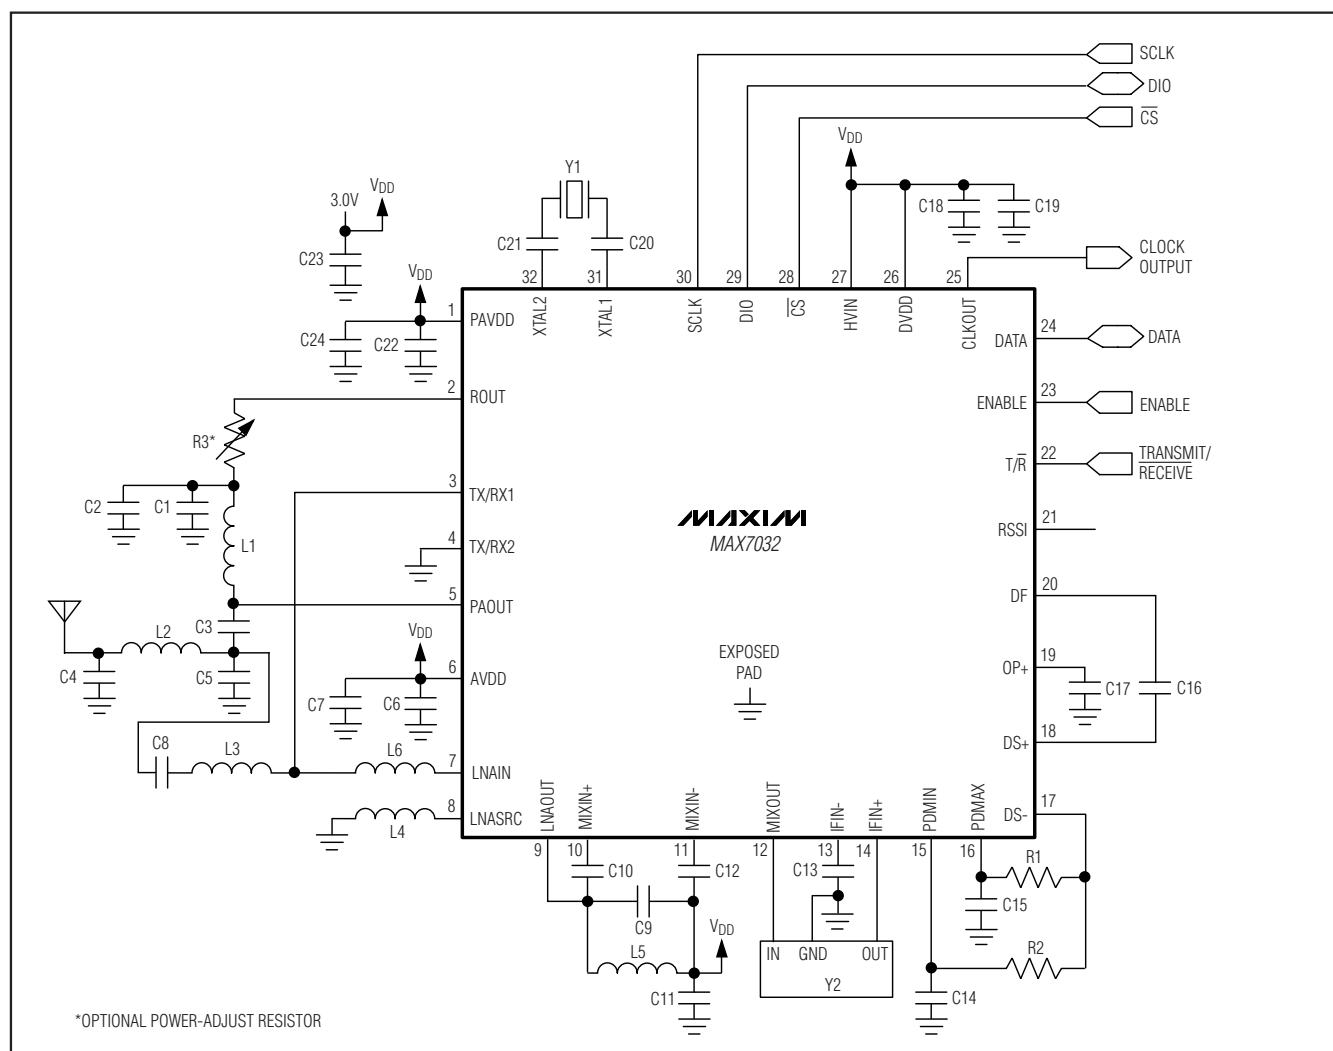 SCLK
DIO
CS
VDD
Y1
3.0V
VDD
C18
C19
C21
C20
C23
CLOCK
OUTPUT
VDD
32
31
30
29
28
27
26
25
1
PAVDD
XTAL2
XTAL1
SCLK
DIO
CS
HVIN
DVDD
CLKOUT
24
DATA
DATA
C24
C22
2
ROUT
ENABLE
23
ENABLE
R3*
T/R
22
TRANSMIT/
RECEIVE
3
TX/RX1
C2
C1
MAXIM
MAX7032
RSSI
21
L1
4
TX/RX2
DF
20
5
PAOUT
C3
L2
VDD
EXPOSED
PAD
OP+
19
C4
C5
6
AVDD
C17
C16
C7
C6
DS+
18
C8
L3
L6
7
LNAIN
L4
8
LNASRC
LNAOUT
MIXIN+
MIXIN-
MIXOUT
IFIN-
IFIN+
PDMIN
PDMAX
DS-
17
9
10
11
12
13
14
15
16
C10
C12
C13
R1
C15
C9
VDD
L5
IN
GND
OUT
Y2
R2
C11
C14
*OPTIONAL POWER-ADJUST RESISTOR